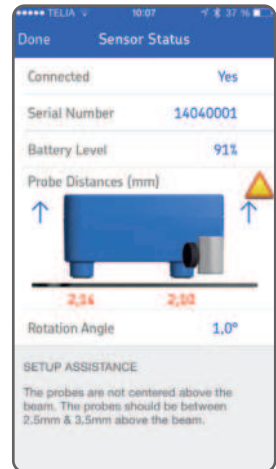 TELIA 10:07 37 %
Done Sensor Status
Connected Yes
Serial Number 14040001
Battery Level 91%
Probe Distances (mm)
2,14 2,10
Rotation Angle 1,0°
SETUP ASSISTANCE
The probes are not centered above the
beam. The probes should be between
2.5mm & 3.5mm above the beam.